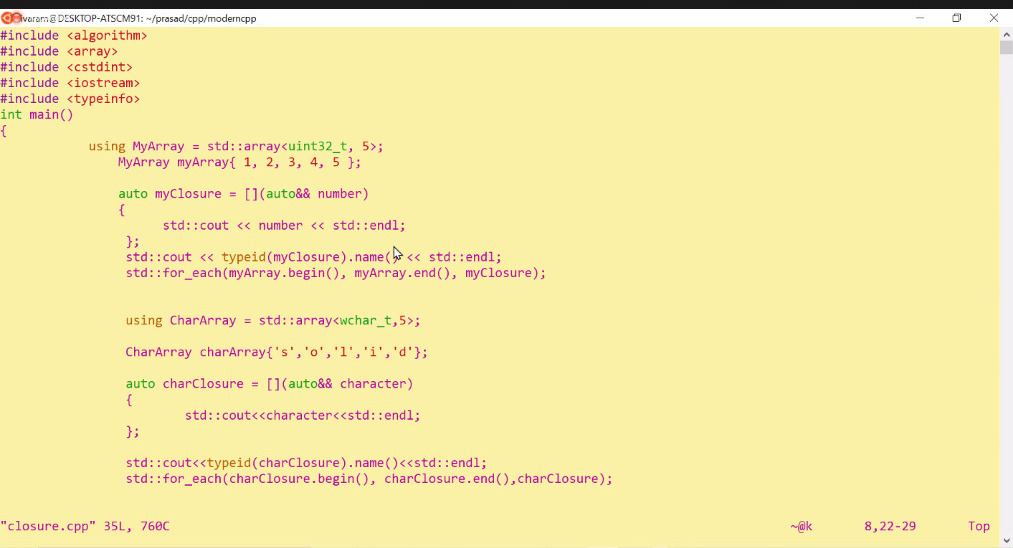 ivaram@DESKTOP-ATSCM91: ~/prasad/cpp/moderncpp
#include <algorithm>
#include <array>
#include <cstdint>
#include <iostream>
#include <typeinfo>
int main()
{
using MyArray = std::array<uint32_t, 5>;
MyArray myArray{ 1, 2, 3, 4, 5 };
auto myClosure = [](auto&& number)
{
std::cout << number << std::endl;
};
std::cout << typeid(myClosure).name() << std::endl;
std::for_each(myArray.begin(), myArray.end(), myClosure);
using CharArray = std::array<wchar_t,5>;
CharArray charArray{'s','o','l','i','d'};
auto charClosure = [](auto&& character)
{
std::cout<<character<<std::endl;
};
std::cout<<typeid(charClosure).name()<<std::endl;
std::for_each(charClosure.begin(), charClosure.end(),charClosure);
"closure.cpp" 35L, 760C ~@k 8,22-29 Top